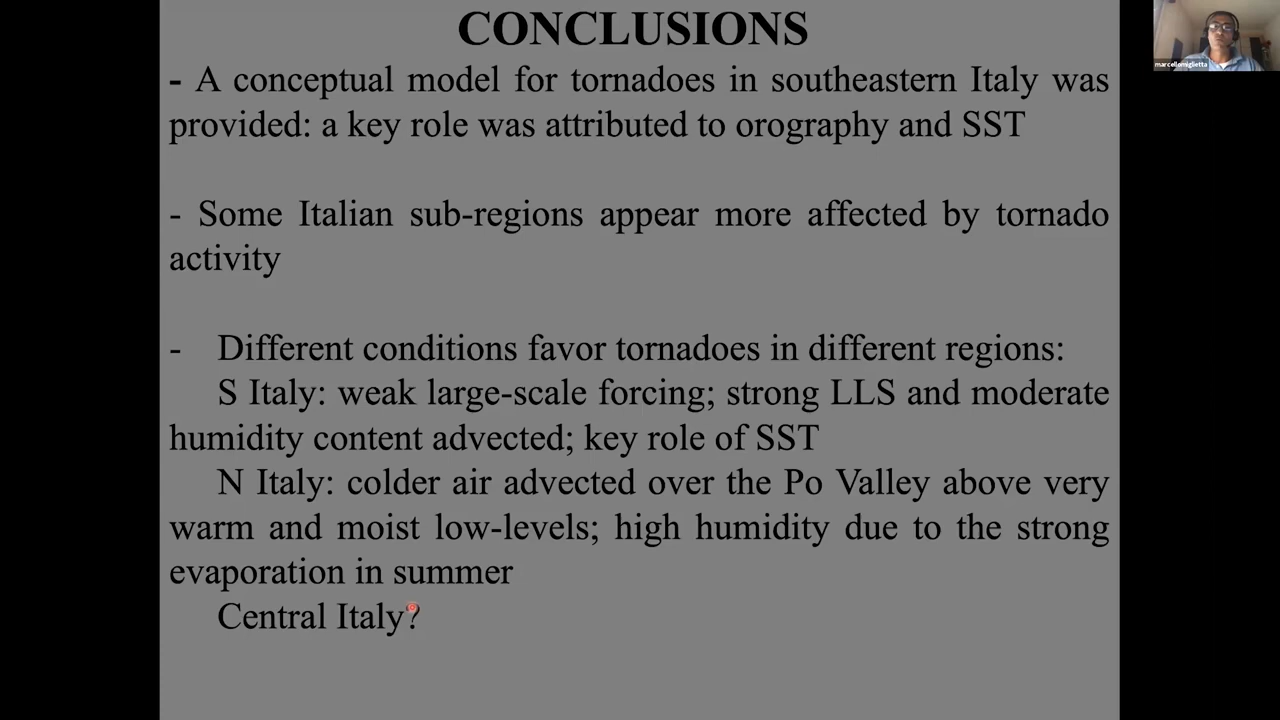 CONCLUSIONS
- A conceptual model for tornadoes in southeastern Italy was
provided: a key role was attributed to orography and SST
- Some Italian sub-regions appear more affected by tornado
activity
- Different conditions favor tornadoes in different regions:
S Italy: weak large-scale forcing; strong LLS and moderate
humidity content advected; key role of SST
N Italy: colder air advected over the Po Valley above very
warm and moist low-levels; high humidity due to the strong
evaporation in summer
Central Italy?
marcellomiglietta